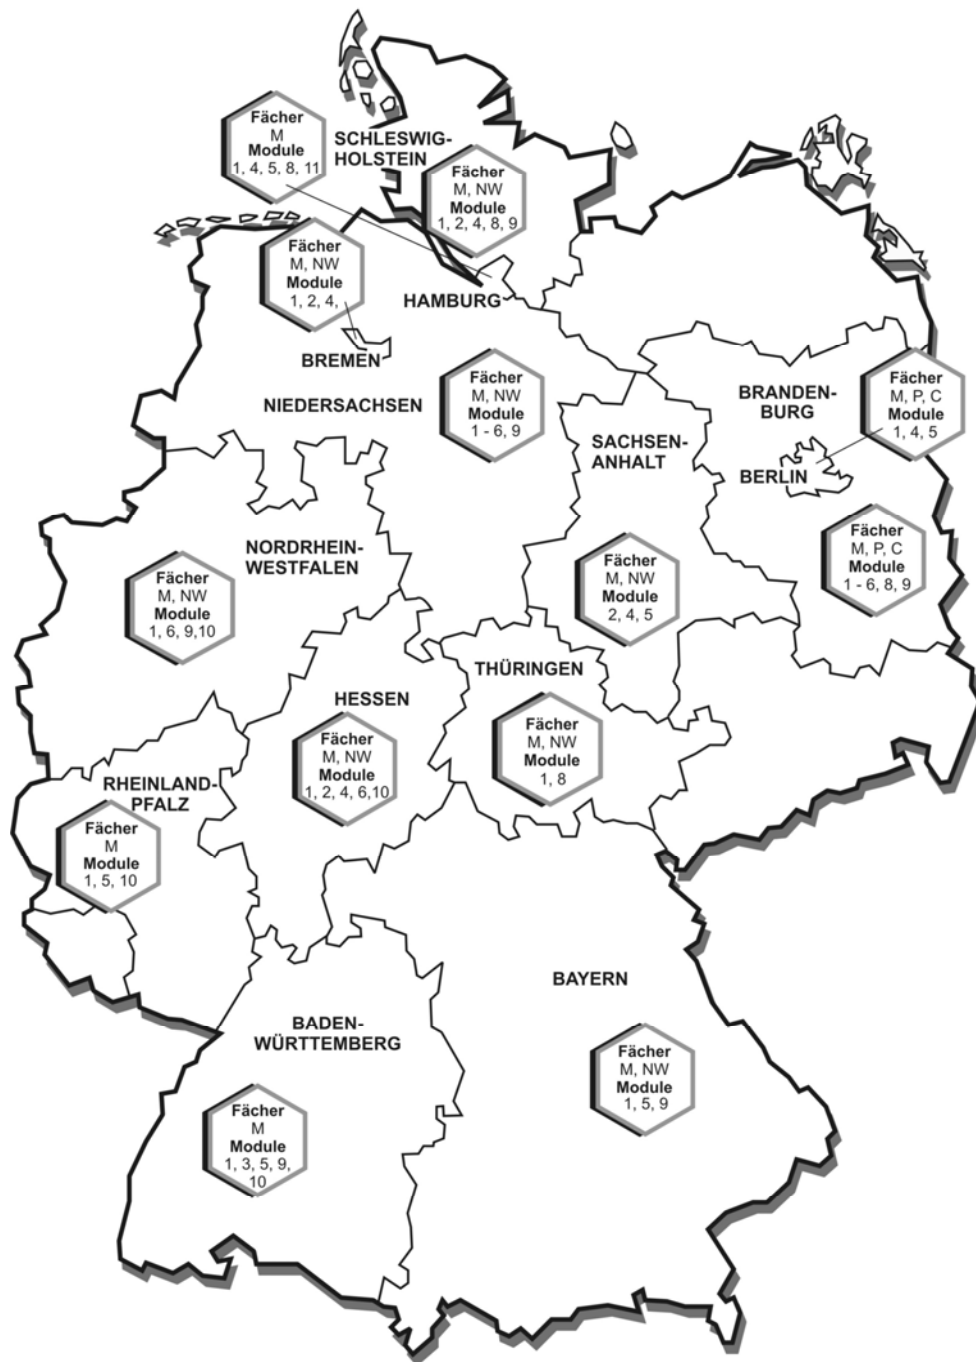 Fächer
M
Module
1, 4, 5, 8, 11
SCHLESWIG-
HOLSTEIN
Fächer
M, NW
Module
1, 2, 4, 8, 9
Fächer
M, NW
Module
1, 2, 4,
HAMBURG
BREMEN
NIEDERSACHSEN
Fächer
M, NW
Module
1 - 6, 9
BRANDEN-
BURG
Fächer
M, P, C
Module
1, 4, 5
SACHSEN-
ANHALT
BERLIN
NORDRHEIN-
WESTFALEN
Fächer
M, P, C
Module
1 - 6, 8, 9
Fächer
M, NW
Module
1, 6, 9,10
Fächer
M, NW
Module
2, 4, 5
THÜRINGEN
HESSEN
Fächer
M, NW
Module
1, 2, 4, 6,10
Fächer
M, NW
Module
1, 8
RHEINLAND-
PFALZ
Fächer
M
Module
1, 5, 10
BAYERN
BADEN-
WÜRTTEMBERG
Fächer
M, NW
Module
1, 5, 9
Fächer
M
Module
1, 3, 5, 9,
10